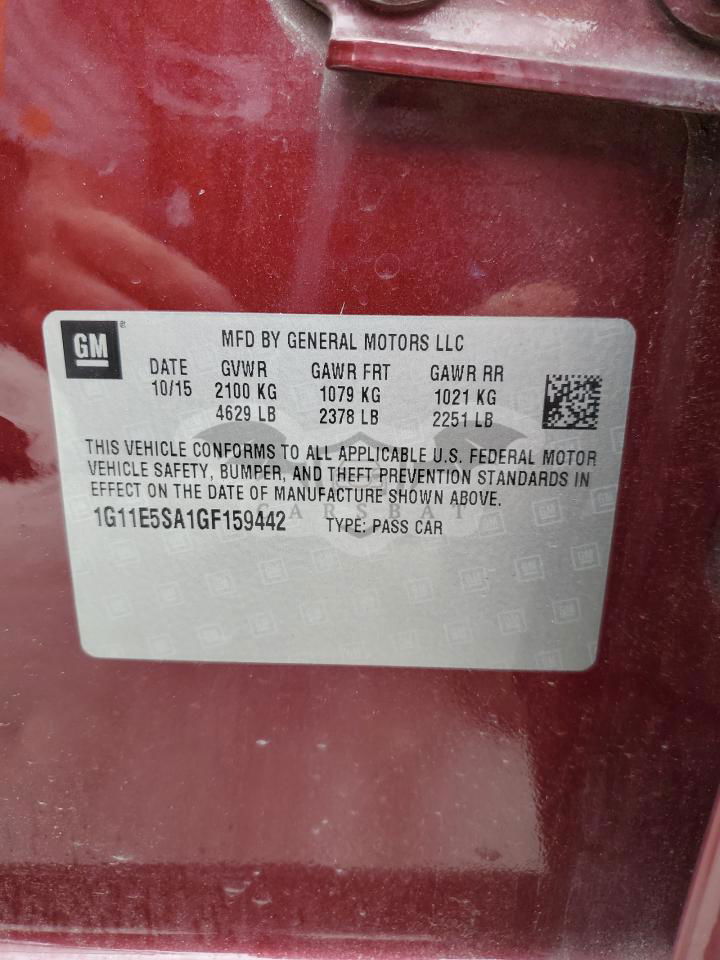 GM
®
MFD BY GENERAL MOTORS LLC
DATE GVWR GAWR FRT GAWR RR
10/15 2100 KG 1079 KG 1021 KG
4629 LB 2378 LB 2251 LB
THIS VEHICLE CONFORMS TO ALL APPLICABLE U.S. FEDERAL MOTOR
VEHICLE SAFETY, BUMPER, AND THEFT PREVENTION STANDARDS IN
EFFECT ON THE DATE OF MANUFACTURE SHOWN ABOVE.
CARSBAT
1G11E5SA1GF159442 TYPE: PASS CAR